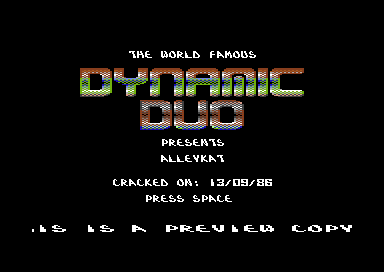 THE WORLD FAMOUS
DYNAMIC
DUO
PRESENTS
ALLEYKAT
CRACKED ON: 13/09/86
PRESS SPACE
IS IS A PREVIEW COPY